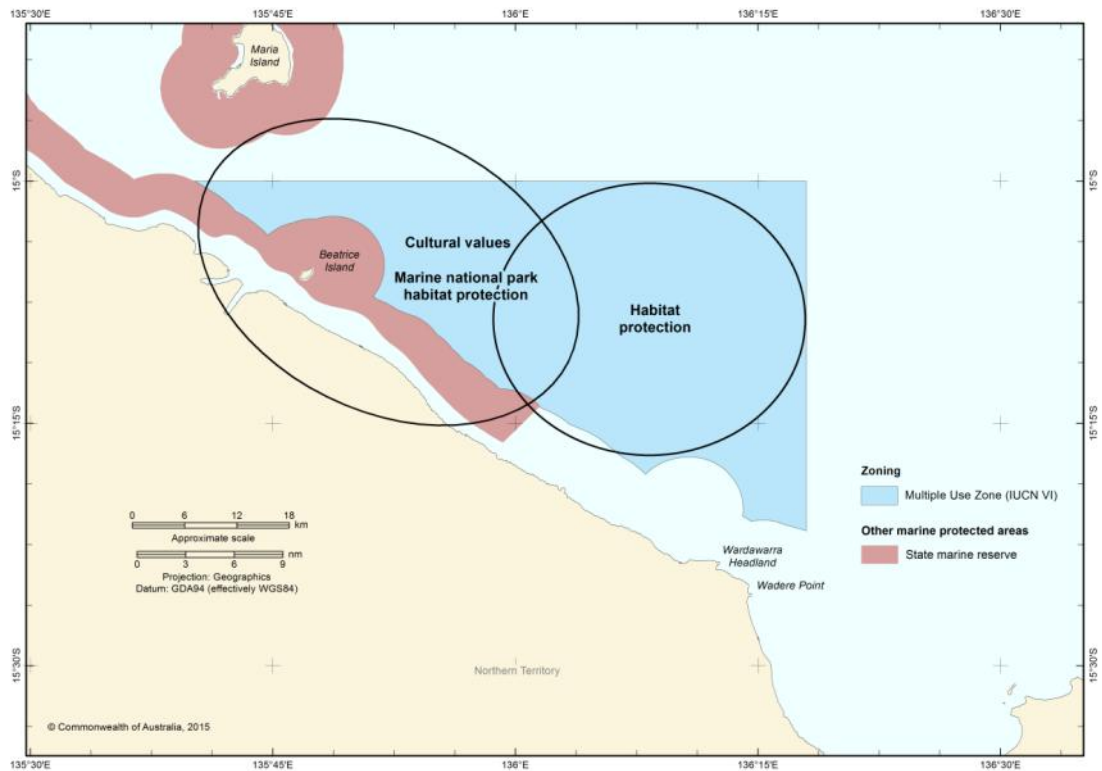 135°30'E
135°45'E
136°E
136°15'E
136°30'E
Maria
Island
15°S
15°S
Cultural values
Beatrice
Island
Marine national park
habitat protection
Habitat
protection
15°15'S
15°15'S
Zoning
Multiple Use Zone (IUCN VI)
Other marine protected areas
State marine reserve
0 6 12 18
km
Approximate scale
0 3 6 9
nm
Projection: Geographics
Datum: GDA94 (effectively WGS84)
Wardawarra
Headland
Wadere Point
15°30'S
15°30'S
Northern Territory
© Commonwealth of Australia, 2015
135°30'E
135°45'E
136°E
136°15'E
136°30'E